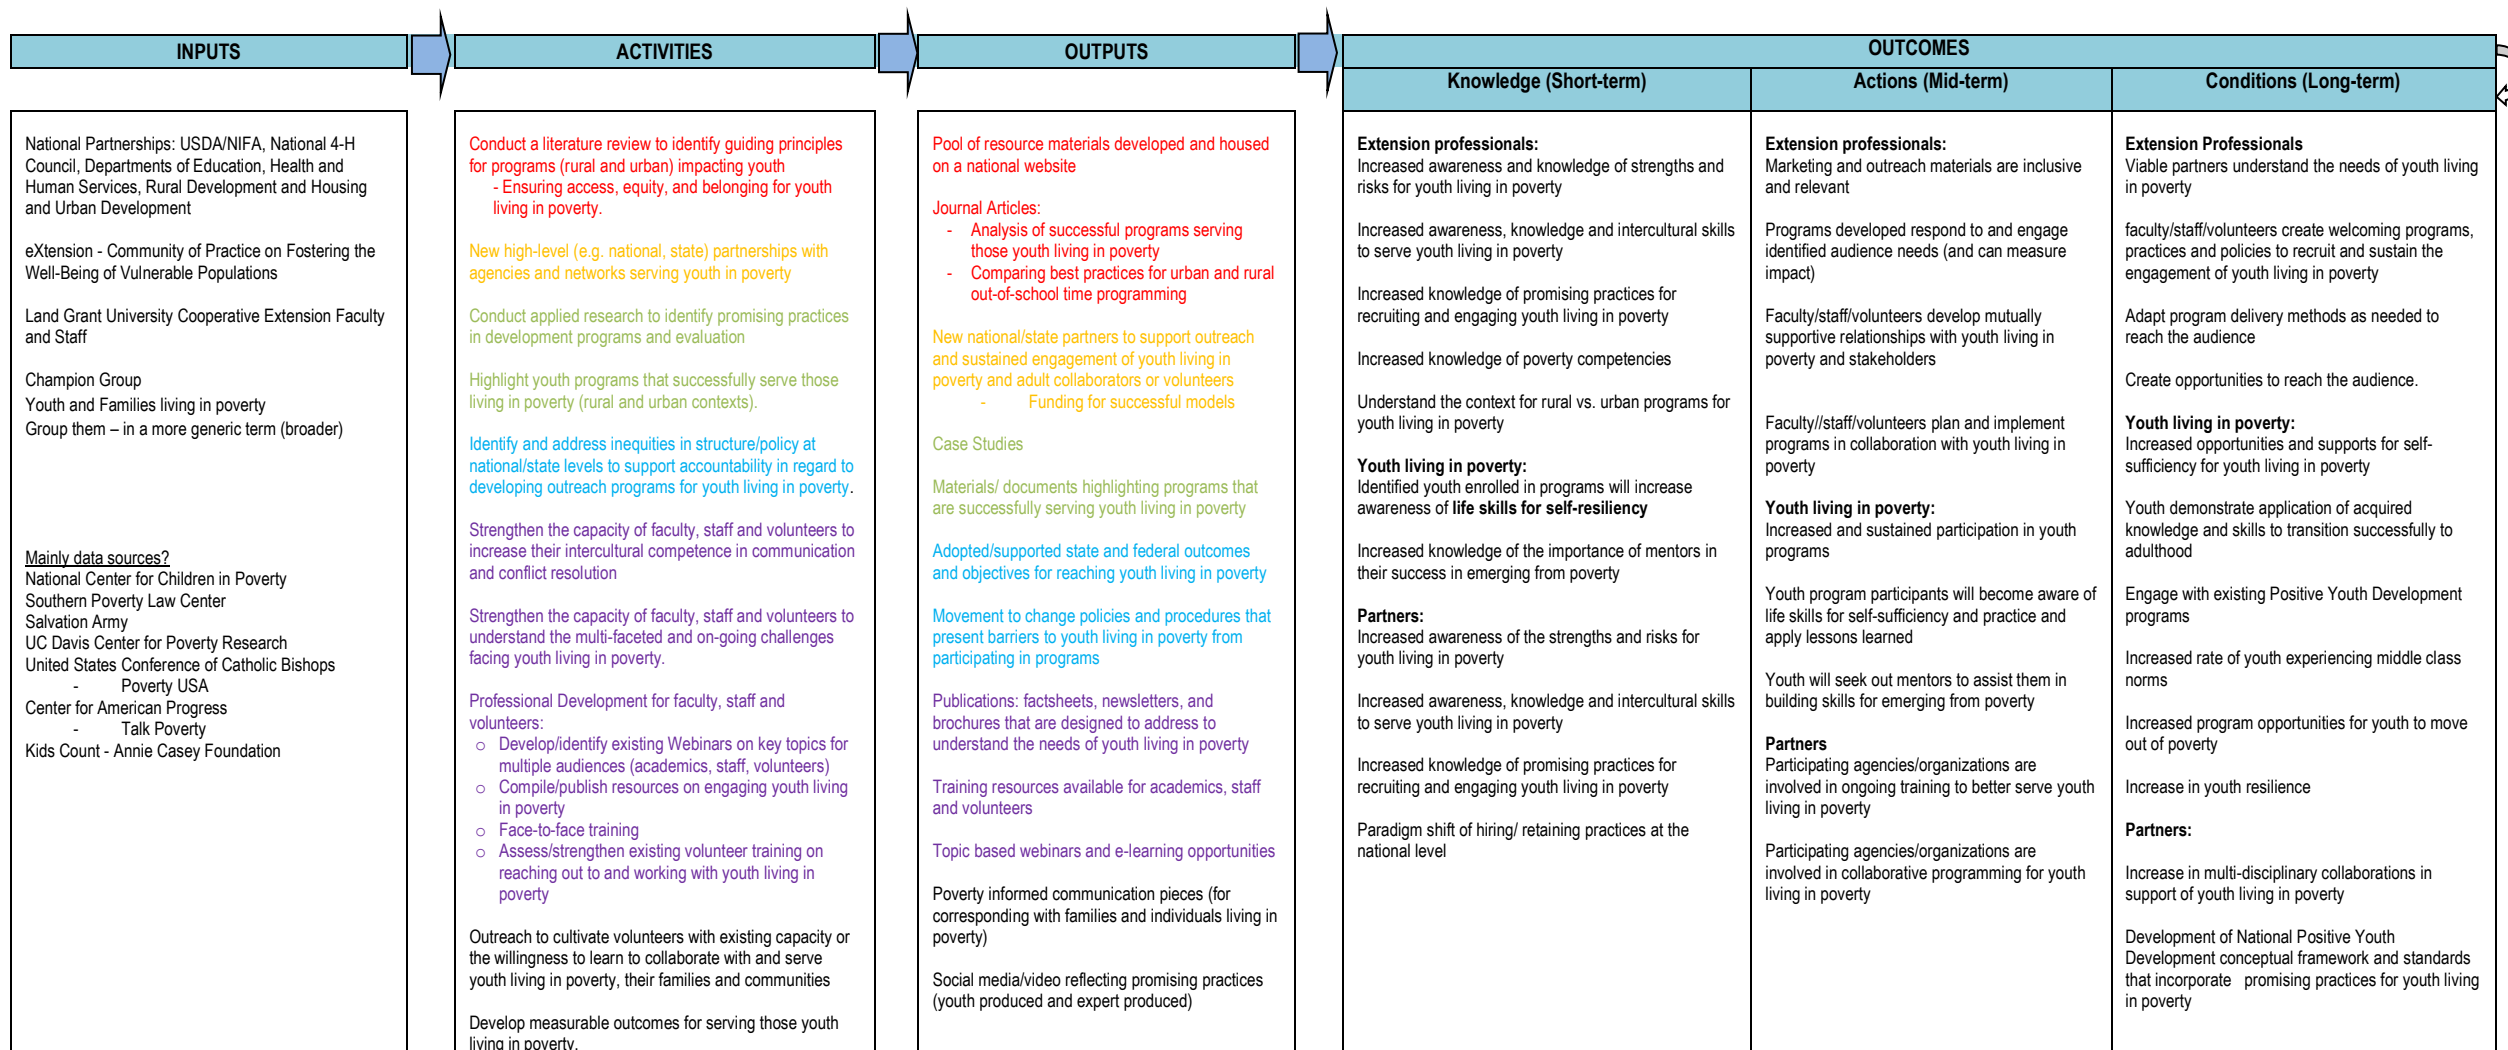 INPUTS
ACTIVITIES
OUTPUTS
OUTCOMES
Knowledge (Short-term)
Actions (Mid-term)
Conditions (Long-term)
National Partnerships: USDA/NIFA, National 4-H
Council, Departments of Education, Health and
Human Services, Rural Development and Housing
and Urban Development
eXtension - Community of Practice on Fostering the
Well-Being of Vulnerable Populations
Land Grant University Cooperative Extension Faculty
and Staff
Champion Group
Youth and Families living in poverty
Group them – in a more generic term (broader)
Mainly data sources?
National Center for Children in Poverty
Southern Poverty Law Center
Salvation Army
UC Davis Center for Poverty Research
United States Conference of Catholic Bishops
- Poverty USA
Center for American Progress
- Talk Poverty
Kids Count - Annie Casey Foundation
Conduct a literature review to identify guiding principles
for programs (rural and urban) impacting youth
- Ensuring access, equity, and belonging for youth
living in poverty.
New high-level (e.g. national, state) partnerships with
agencies and networks serving youth in poverty
Conduct applied research to identify promising practices
in development programs and evaluation
Highlight youth programs that successfully serve those
living in poverty (rural and urban contexts).
Identify and address inequities in structure/policy at
national/state levels to support accountability in regard to
developing outreach programs for youth living in poverty.
Strengthen the capacity of faculty, staff and volunteers to
increase their intercultural competence in communication
and conflict resolution
Strengthen the capacity of faculty, staff and volunteers to
understand the multi-faceted and on-going challenges
facing youth living in poverty.
Professional Development for faculty, staff and
volunteers:
o Develop/identify existing Webinars on key topics for
multiple audiences (academics, staff, volunteers)
o Compile/publish resources on engaging youth living
in poverty
o Face-to-face training
o Assess/strengthen existing volunteer training on
reaching out to and working with youth living in
poverty
Outreach to cultivate volunteers with existing capacity or
the willingness to learn to collaborate with and serve
youth living in poverty, their families and communities
Develop measurable outcomes for serving those youth
living in poverty.
Pool of resource materials developed and housed
on a national website
Journal Articles:
- Analysis of successful programs serving
those youth living in poverty
- Comparing best practices for urban and rural
out-of-school time programming
New national/state partners to support outreach
and sustained engagement of youth living in
poverty and adult collaborators or volunteers
- Funding for successful models
Case Studies
Materials/ documents highlighting programs that
are successfully serving youth living in poverty
Adopted/supported state and federal outcomes
and objectives for reaching youth living in poverty
Movement to change policies and procedures that
present barriers to youth living in poverty from
participating in programs
Publications: factsheets, newsletters, and
brochures that are designed to address to
understand the needs of youth living in poverty
Training resources available for academics, staff
and volunteers
Topic based webinars and e-learning opportunities
Poverty informed communication pieces (for
corresponding with families and individuals living in
poverty)
Social media/video reflecting promising practices
(youth produced and expert produced)
Extension professionals:
Increased awareness and knowledge of strengths and
risks for youth living in poverty
Increased awareness, knowledge and intercultural skills
to serve youth living in poverty
Increased knowledge of promising practices for
recruiting and engaging youth living in poverty
Increased knowledge of poverty competencies
Understand the context for rural vs. urban programs for
youth living in poverty
Youth living in poverty:
Identified youth enrolled in programs will increase
awareness of life skills for self-resiliency
Increased knowledge of the importance of mentors in
their success in emerging from poverty
Partners:
Increased awareness of the strengths and risks for
youth living in poverty
Increased awareness, knowledge and intercultural skills
to serve youth living in poverty
Increased knowledge of promising practices for
recruiting and engaging youth living in poverty
Paradigm shift of hiring/ retaining practices at the
national level
Extension professionals:
Marketing and outreach materials are inclusive
and relevant
Programs developed respond to and engage
identified audience needs (and can measure
impact)
Faculty/staff/volunteers develop mutually
supportive relationships with youth living in
poverty and stakeholders
Faculty//staff/volunteers plan and implement
programs in collaboration with youth living in
poverty
Youth living in poverty:
Increased and sustained participation in youth
programs
Youth program participants will become aware of
life skills for self-sufficiency and practice and
apply lessons learned
Youth will seek out mentors to assist them in
building skills for emerging from poverty
Partners
Participating agencies/organizations are
involved in ongoing training to better serve youth
living in poverty
Participating agencies/organizations are
involved in collaborative programming for youth
living in poverty
Extension Professionals
Viable partners understand the needs of youth living
in poverty
faculty/staff/volunteers create welcoming programs,
practices and policies to recruit and sustain the
engagement of youth living in poverty
Adapt program delivery methods as needed to
reach the audience
Create opportunities to reach the audience.
Youth living in poverty:
Increased opportunities and supports for self-
sufficiency for youth living in poverty
Youth demonstrate application of acquired
knowledge and skills to transition successfully to
adulthood
Engage with existing Positive Youth Development
programs
Increased rate of youth experiencing middle class
norms
Increased program opportunities for youth to move
out of poverty
Increase in youth resilience
Partners:
Increase in multi-disciplinary collaborations in
support of youth living in poverty
Development of National Positive Youth
Development conceptual framework and standards
that incorporate promising practices for youth living
in poverty